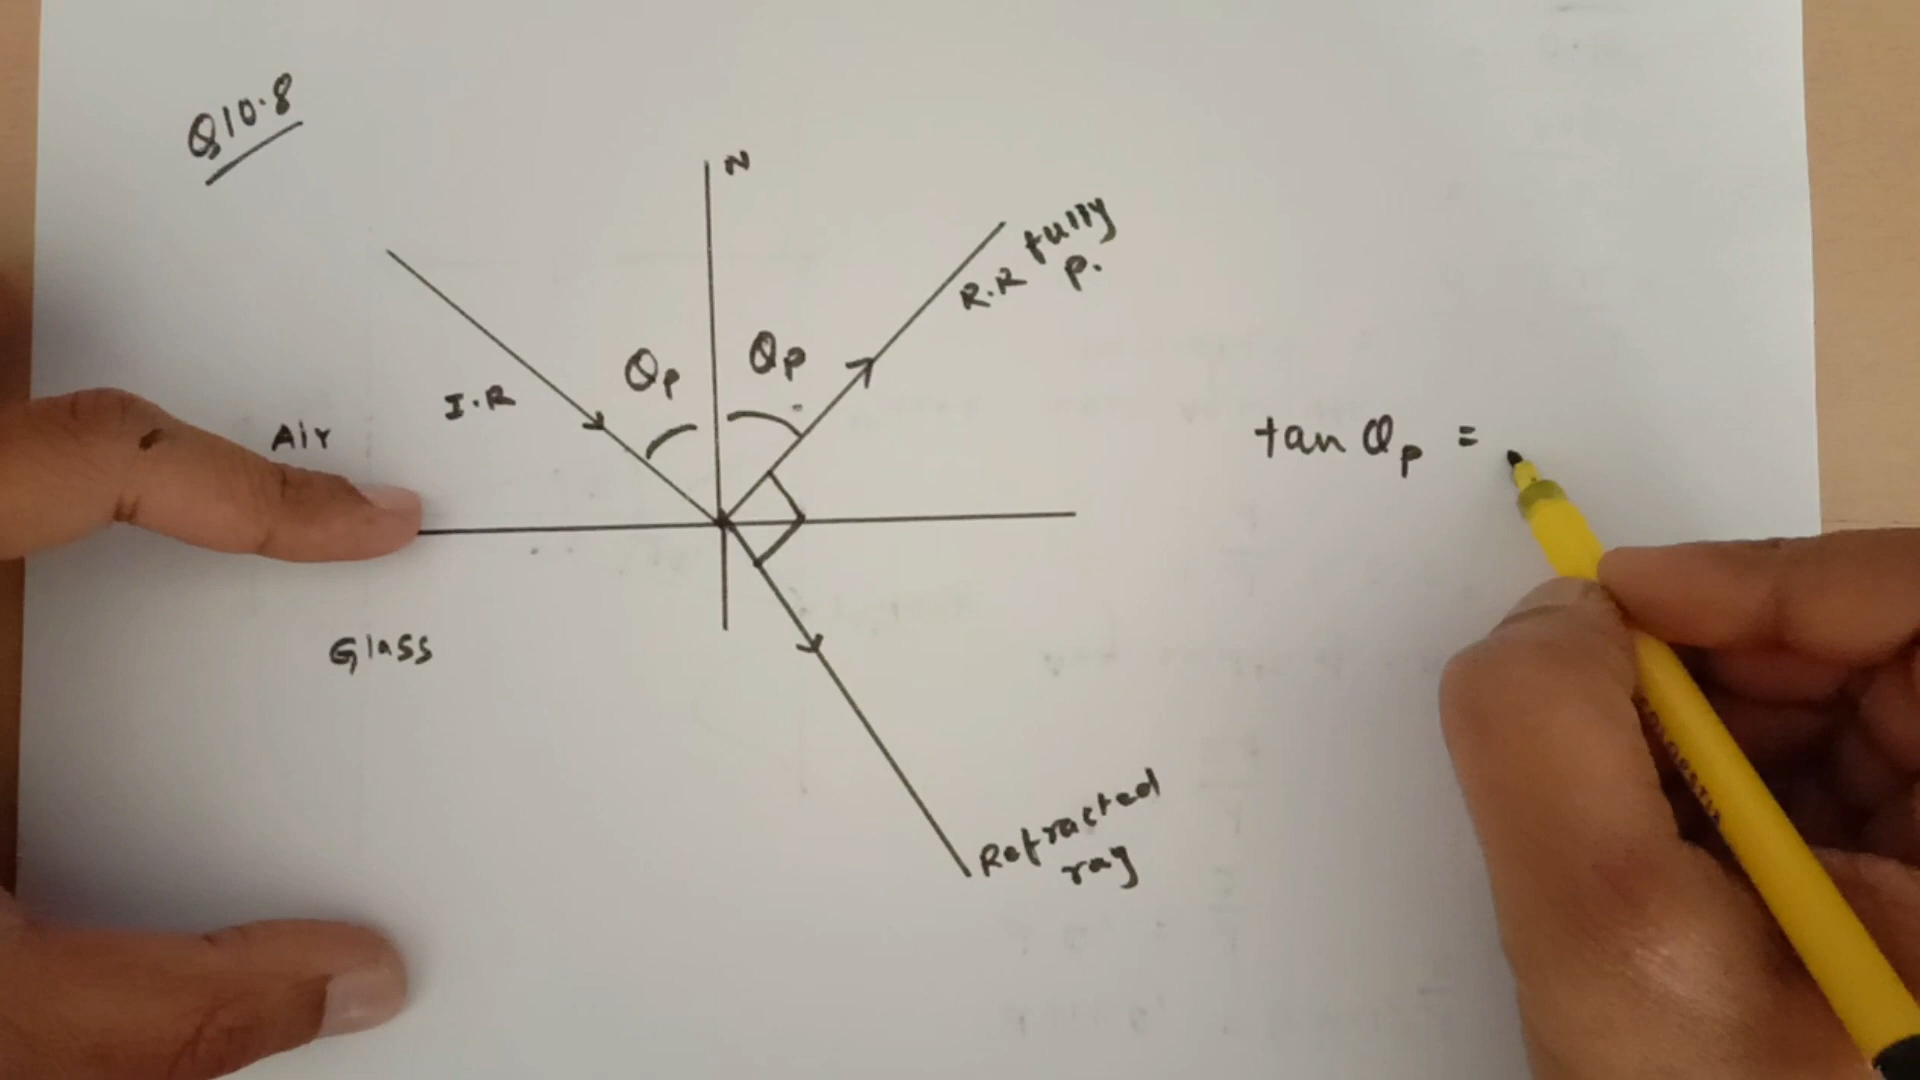 Q10.8
N
R.R fully
p.
θp
θp
I.R
Air
tan θp =
Glass
Refracted
ray